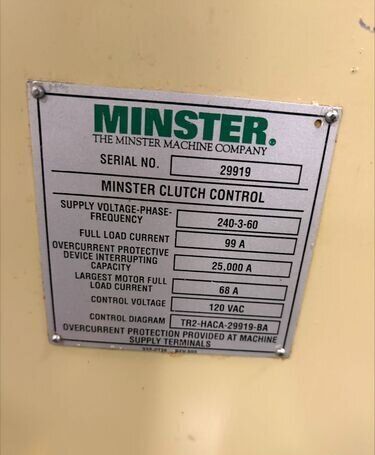 MINSTER.
THE MINSTER MACHINE COMPANY
SERIAL NO. 29919
MINSTER CLUTCH CONTROL
SUPPLY VOLTAGE-PHASE-
FREQUENCY 240-3-60
FULL LOAD CURRENT 99 A
OVERCURRENT PROTECTIVE
DEVICE INTERRUPTING
CAPACITY 25,000 A
LARGEST MOTOR FULL
LOAD CURRENT 68 A
CONTROL VOLTAGE 120 VAC
CONTROL DIAGRAM TR2-HACA-29919-BA
OVERCURRENT PROTECTION PROVIDED AT MACHINE
SUPPLY TERMINALS